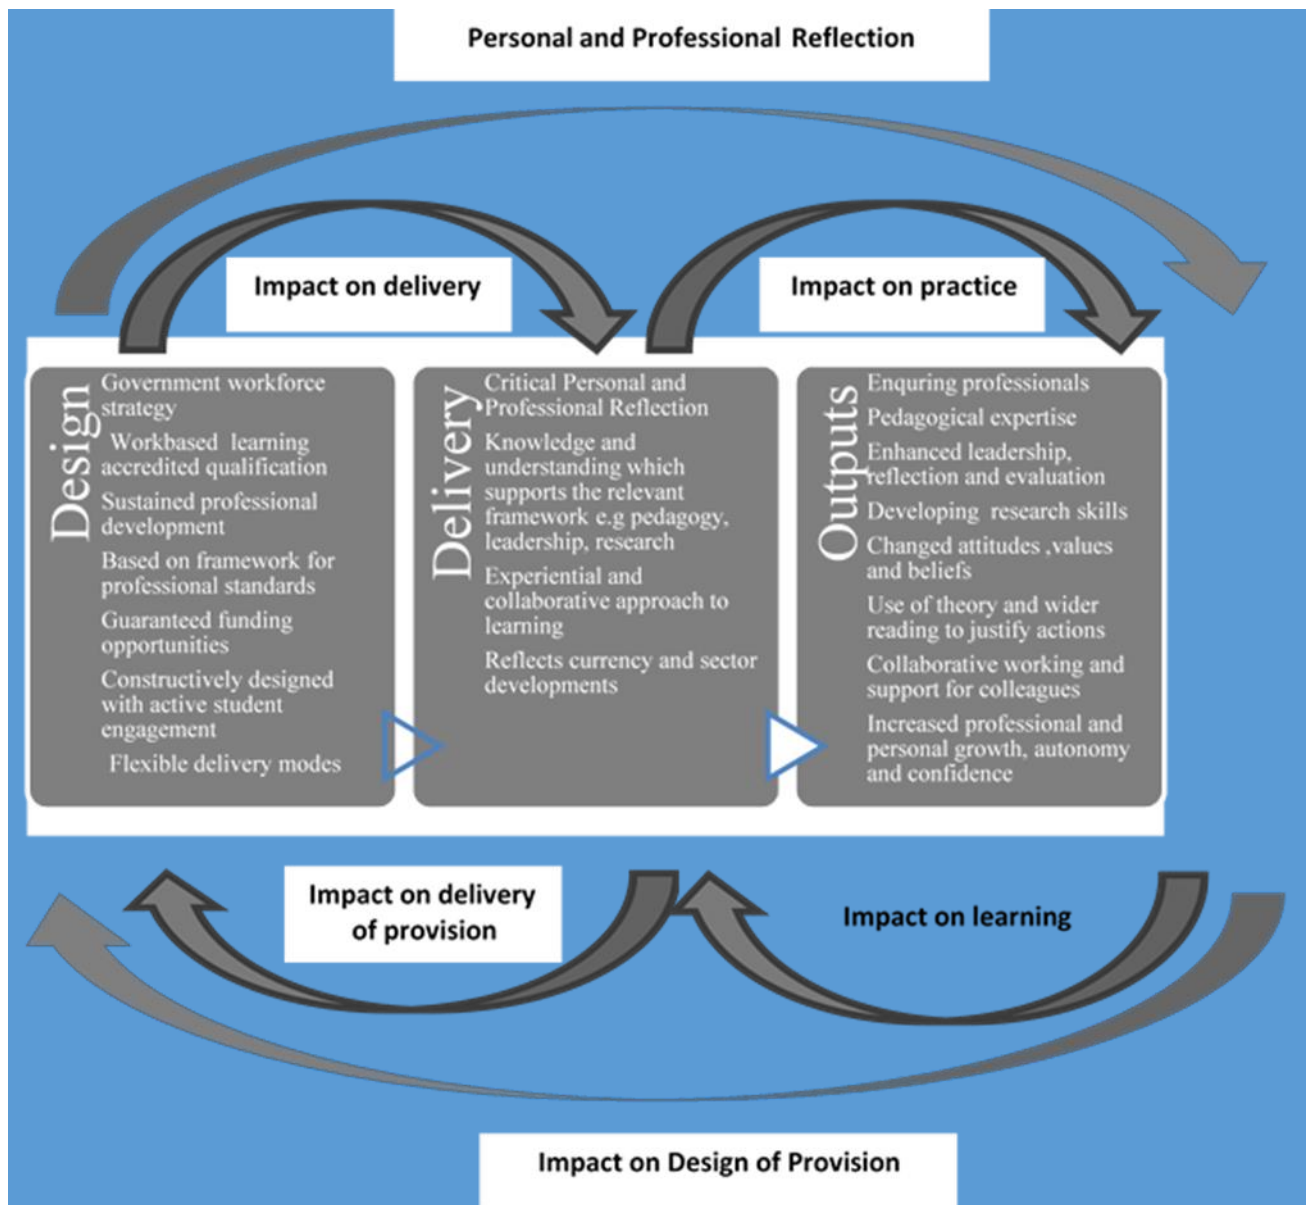 Personal and Professional Reflection
Impact on delivery
Impact on practice
Design
Government workforce
strategy
Workbased learning
accredited qualification
Sustained professional
development
Based on framework for
professional standards
Guaranteed funding
opportunities
Constructively designed
with active student
engagement
Flexible delivery modes
Delivery
Critical Personal and
Professional Reflection
Knowledge and
understanding which
supports the relevant
framework e.g pedagogy,
leadership, research
Experiential and
collaborative approach to
learning
Reflects currency and sector
developments
Outputs
Enquring professionals
Pedagogical expertise
Enhanced leadership,
reflection and evaluation
Developing research skills
Changed attitudes ,values
and beliefs
Use of theory and wider
reading to justify actions
Collaborative working and
support for colleagues
Increased professional and
personal growth, autonomy
and confidence
Impact on delivery
of provision
Impact on learning
Impact on Design of Provision